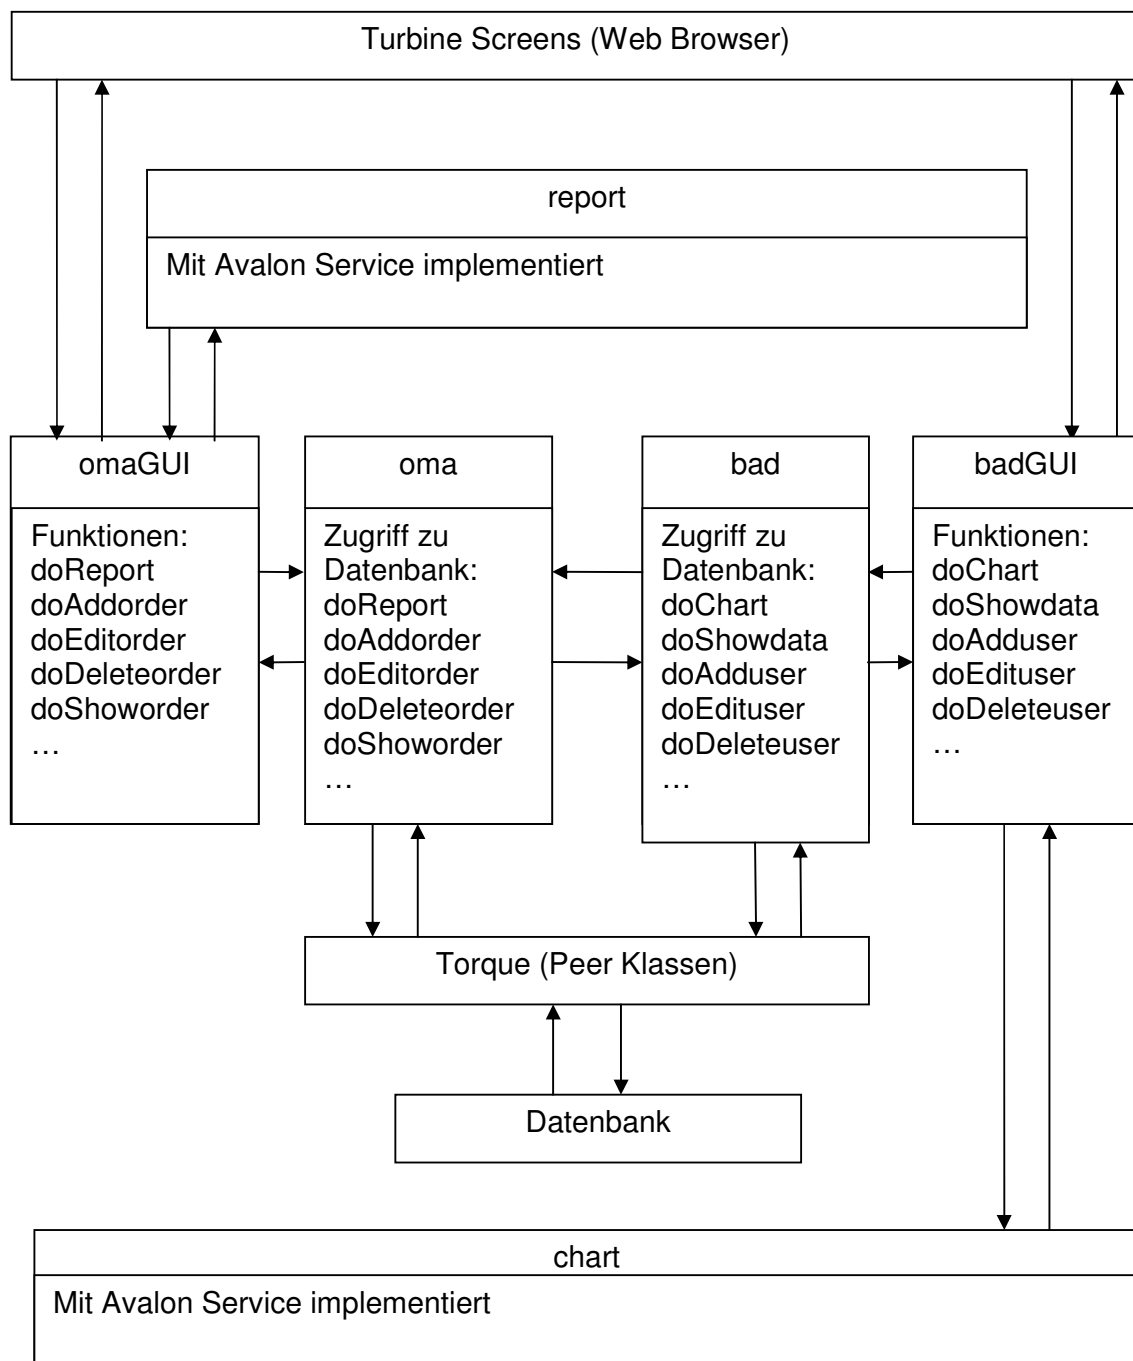 Turbine Screens (Web Browser)
report
Mit Avalon Service implementiert
omaGUI
Funktionen:
doReport
doAddorder
doEditorder
doDeleteorder
doShoworder
…
oma
Zugriff zu
Datenbank:
doReport
doAddorder
doEditorder
doDeleteorder
doShoworder
…
bad
Zugriff zu
Datenbank:
doChart
doShowdata
doAdduser
doEdituser
doDeleteuser
…
badGUI
Funktionen:
doChart
doShowdata
doAdduser
doEdituser
doDeleteuser
…
Torque (Peer Klassen)
Datenbank
chart
Mit Avalon Service implementiert